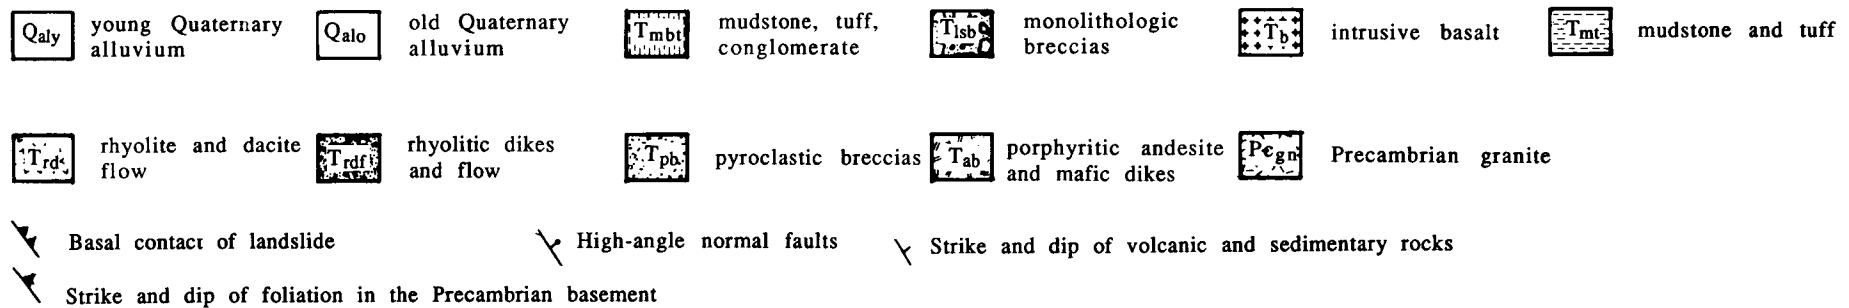 Qaly young Quaternary alluvium
Qalo old Quaternary alluvium
Tmbt mudstone, tuff, conglomerate
Tlsb monolithologic breccias
Tb intrusive basalt
Tmt mudstone and tuff
Trd rhyolite and dacite flow
Trdf rhyolitic dikes and flow
Tpb pyroclastic breccias
Tab porphyritic andesite and mafic dikes
P€gn Precambrian granite
Basal contact of landslide
High-angle normal faults
Strike and dip of volcanic and sedimentary rocks
Strike and dip of foliation in the Precambrian basement